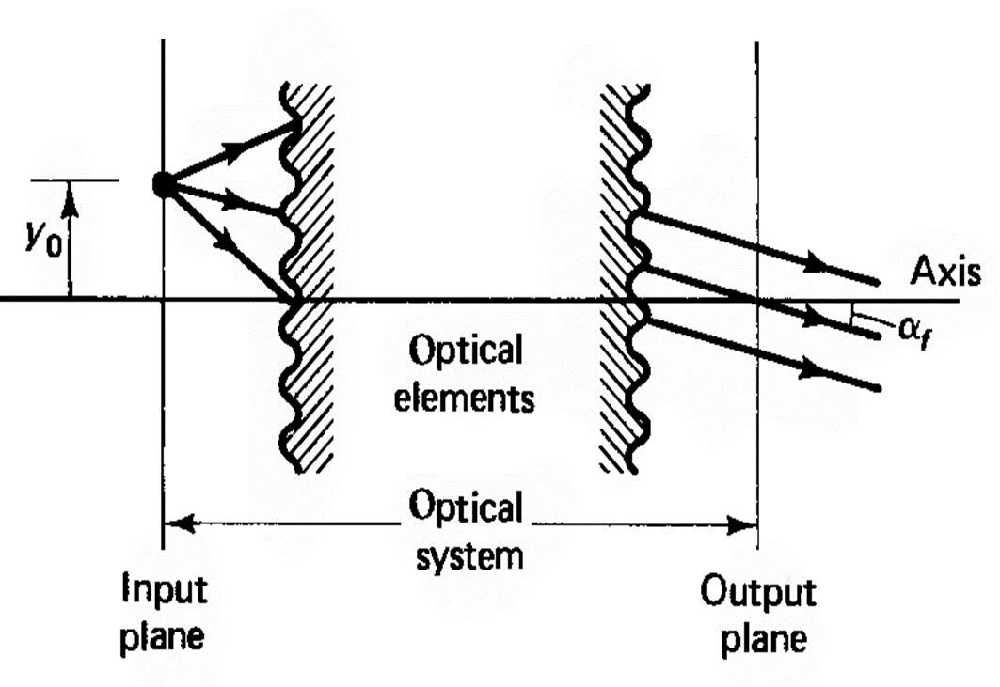 y0
Axis
αf
Optical
elements
Optical
system
Input
plane
Output
plane